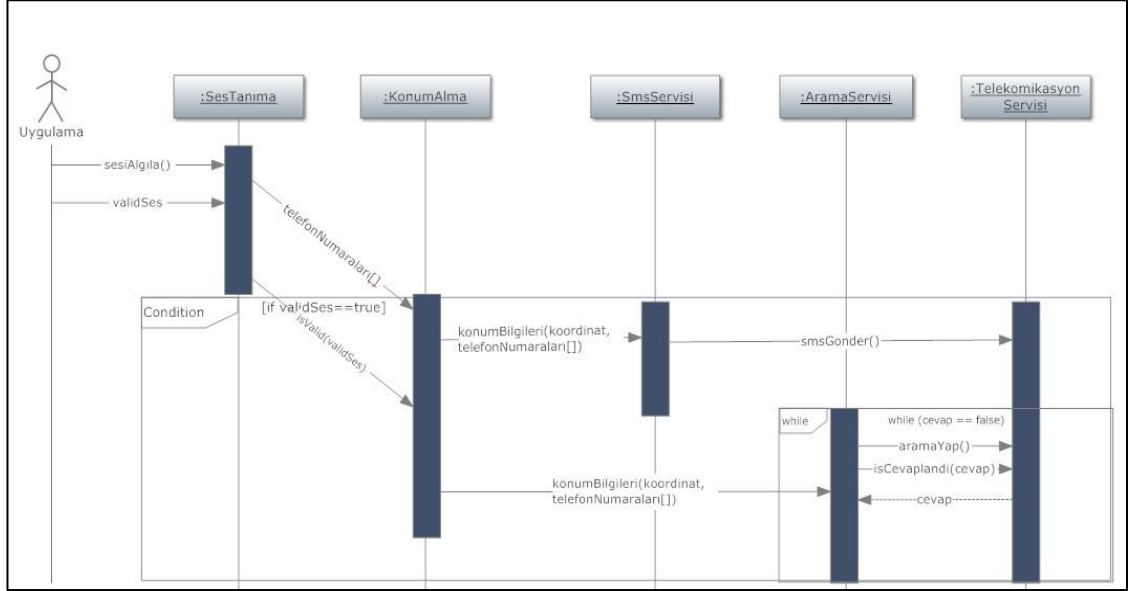 :SesTanıma
:KonumAlma
:SmsServisi
:AramaServisi
:Telekomikasyon
Servisi
Uygulama
sesiAlgıla()
validSes
telefonNumaraları[]
Condition
[if validSes==true]
isValid(validSes)
konumBilgileri(koordinat,
telefonNumaraları[])
smsGonder()
while
while (cevap == false)
aramaYap()
isCevaplandi(cevap)
konumBilgileri(koordinat,
telefonNumaraları[])
cevap